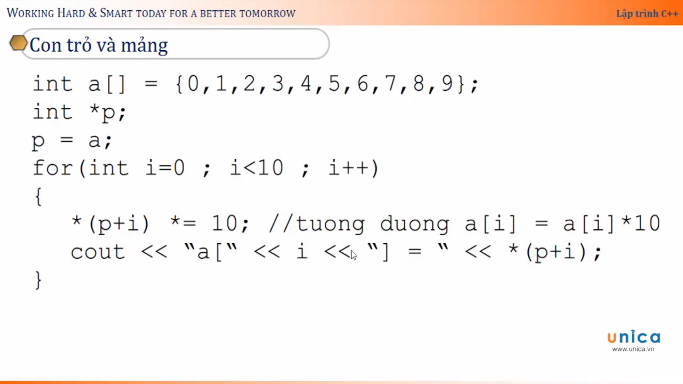 WORKING HARD & SMART TODAY FOR A BETTER TOMORROW
Lập trình C++
Con trỏ và mảng
int a[] = {0,1,2,3,4,5,6,7,8,9};
int *p;
p = a;
for(int i=0 ; i<10 ; i++)
{
*(p+i) *= 10; //tuong duong a[i] = a[i]*10
cout << “a[“ << i << “] = “ << *(p+i);
}
unica
www.unica.vn